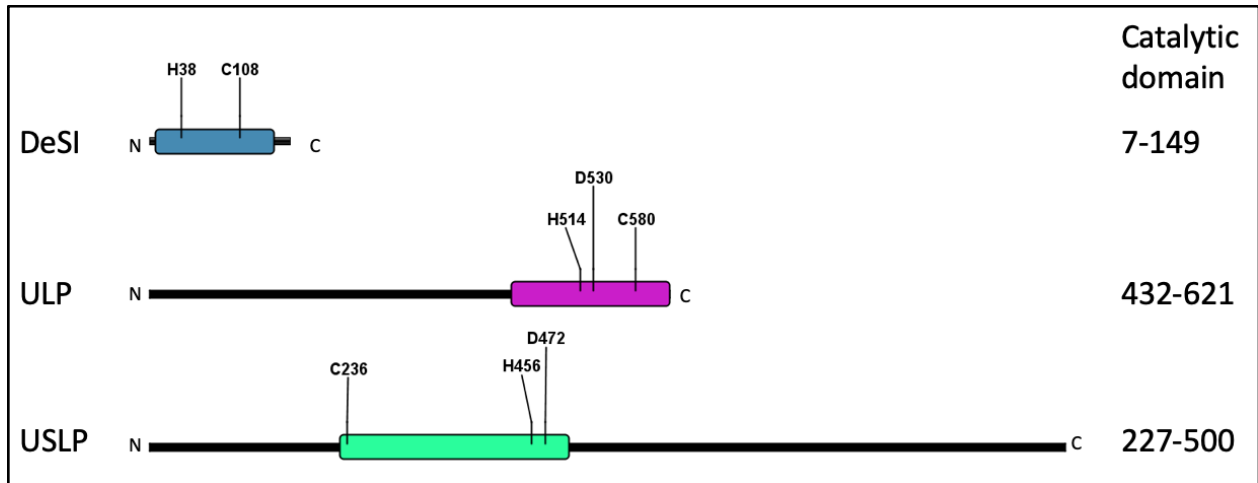 Catalytic
domain
H38 C108
DeSI N C 7-149
D530
H514 C580
ULP N C 432-621
D472
C236 H456
USLP N C 227-500